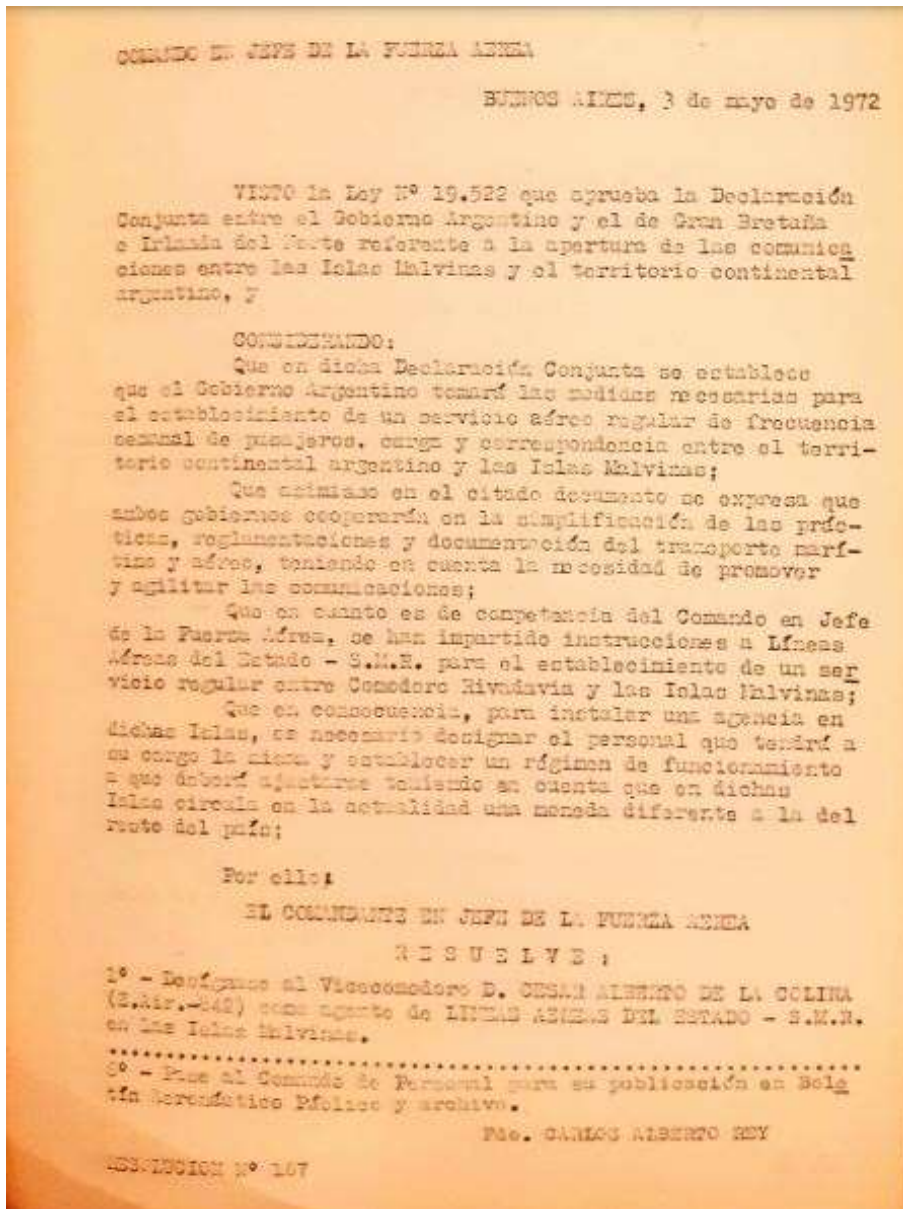 COMANDO EN JEFE DE LA FUERZA AEREA
BUENOS AIRES, 3 de mayo de 1972
VISTO la Ley Nº 19.522 que aprueba la Declaración
Conjunta entre el Gobierno Argentino y el de Gran Bretaña
e Irlanda del Norte referente a la apertura de las comunica
ciones entre las Islas Malvinas y el territorio continental
argentino, y
CONSIDERANDO:
Que en dicha Declaración Conjunta se establece
que el Gobierno Argentino tomará las medidas necesarias para
el establecimiento de un servicio aéreo regular de frecuencia
semanal de pasajeros, carga y correspondencia entre el terri-
torio continental argentino y las Islas Malvinas;
Que asimismo en el citado documento se expresa que
ambos gobiernos cooperarán en la simplificación de las prác-
ticas, reglamentaciones y documentación del transporte marí-
timo y aéreo, teniendo en cuenta la necesidad de promover
y agilitar las comunicaciones;
Que en cuanto es de competencia del Comando en Jefe
de la Fuerza Aérea, se han impartido instrucciones a Líneas
Aéreas del Estado - S.M.R. para el establecimiento de un ser
vicio regular entre Comodoro Rivadavia y las Islas Malvinas;
Que en consecuencia, para instalar una agencia en
dichas Islas, es necesario designar el personal que tendrá a
su cargo la misma y establecer un régimen de funcionamiento
a que deberá ajustarse teniendo en cuenta que en dichas
Islas circula en la actualidad una moneda diferente a la del
resto del país;
Por ello:
EL COMANDANTE EN JEFE DE LA FUERZA AEREA
R E S U E L V E :
1º - Desígnase al Vicecomodoro D. CESAR ALBERTO DE LA COLINA
(E.Air.-842) como agente de LINEAS AEREAS DEL ESTADO - S.M.R.
en las Islas Malvinas.
- Pase al Comando de Personal para su publicación en Bole
tín Aeronáutico Público y archivo.
Fdo. CARLOS ALBERTO REY
RESOLUCION Nº 167